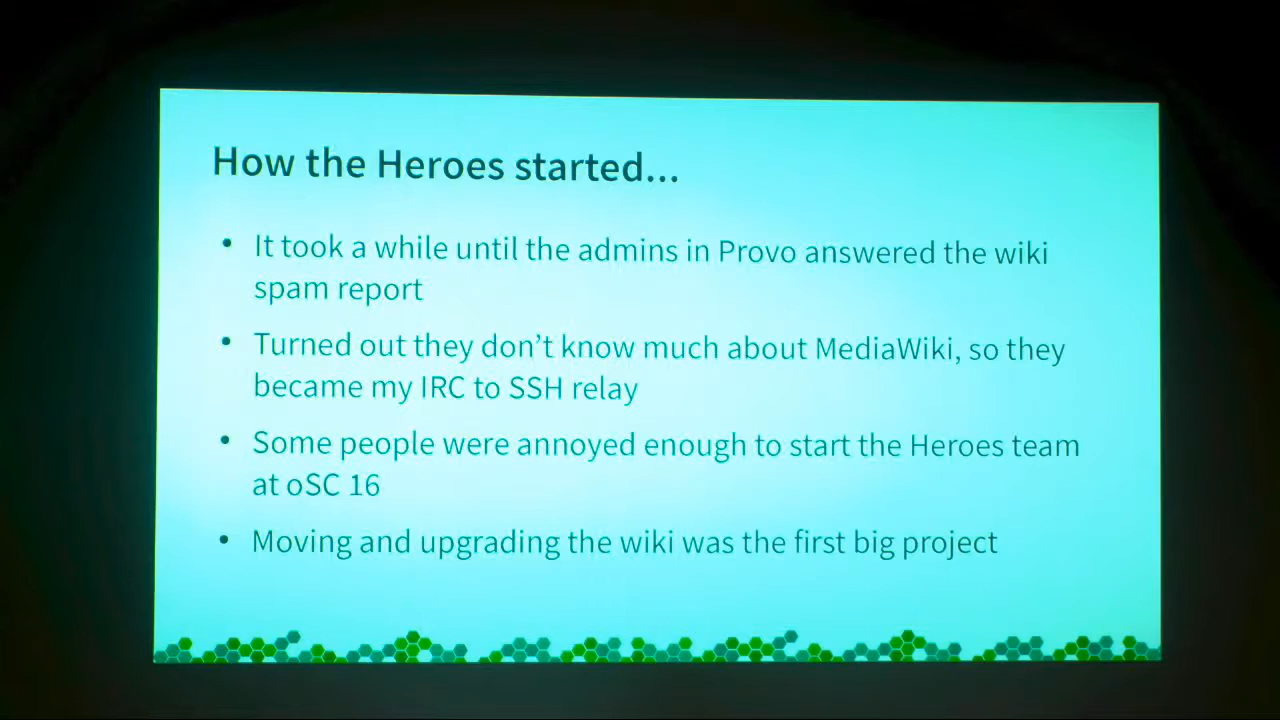 How the Heroes started...
• It took a while until the admins in Provo answered the wiki
spam report
• Turned out they don’t know much about MediaWiki, so they
became my IRC to SSH relay
• Some people were annoyed enough to start the Heroes team
at oSC 16
• Moving and upgrading the wiki was the first big project